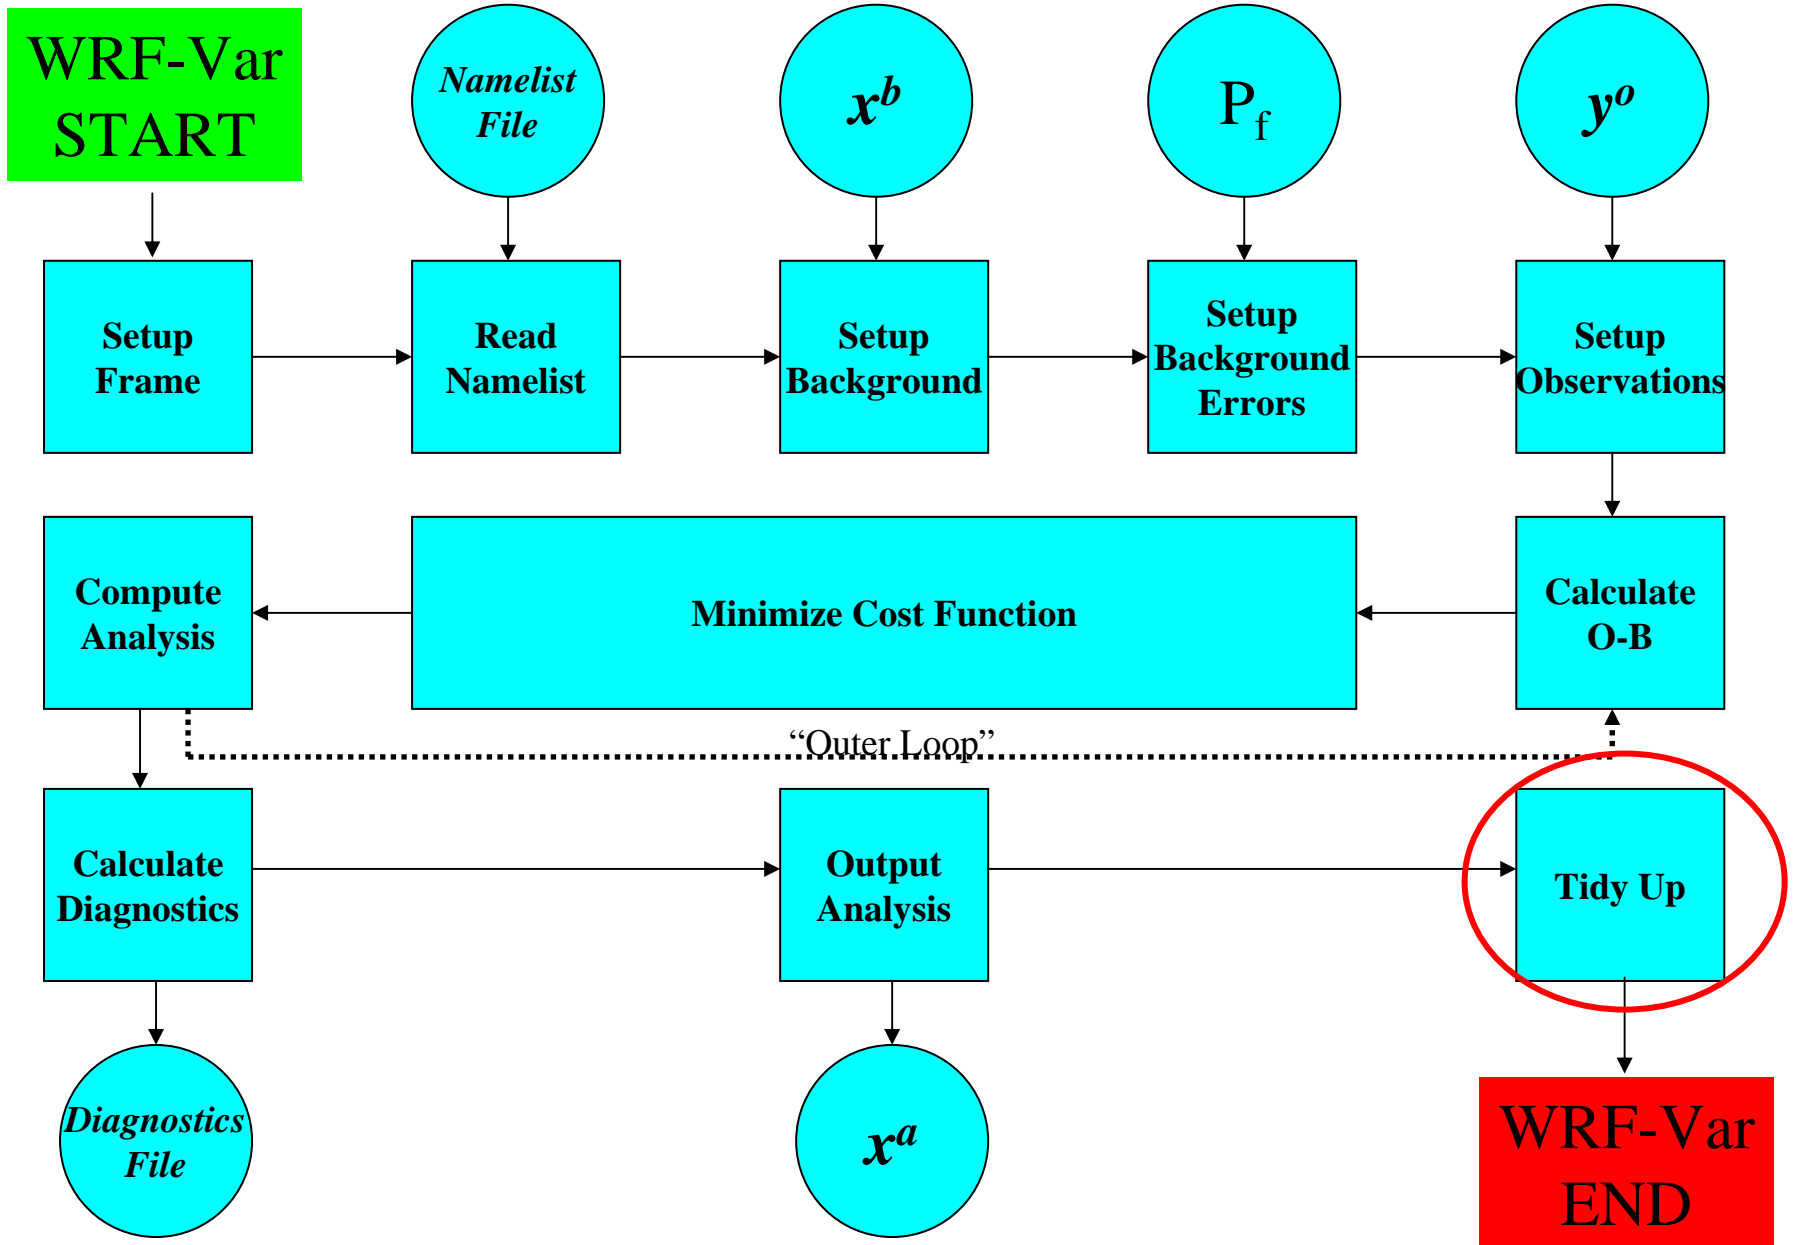 WRF-Var
START
Namelist
File
x^b
P_f
y^o
Setup
Frame
Read
Namelist
Setup
Background
Setup
Background
Errors
Setup
Observations
Compute
Analysis
Minimize Cost Function
Calculate
O-B
“Outer Loop”
Calculate
Diagnostics
Output
Analysis
Tidy Up
Diagnostics
File
x^a
WRF-Var
END